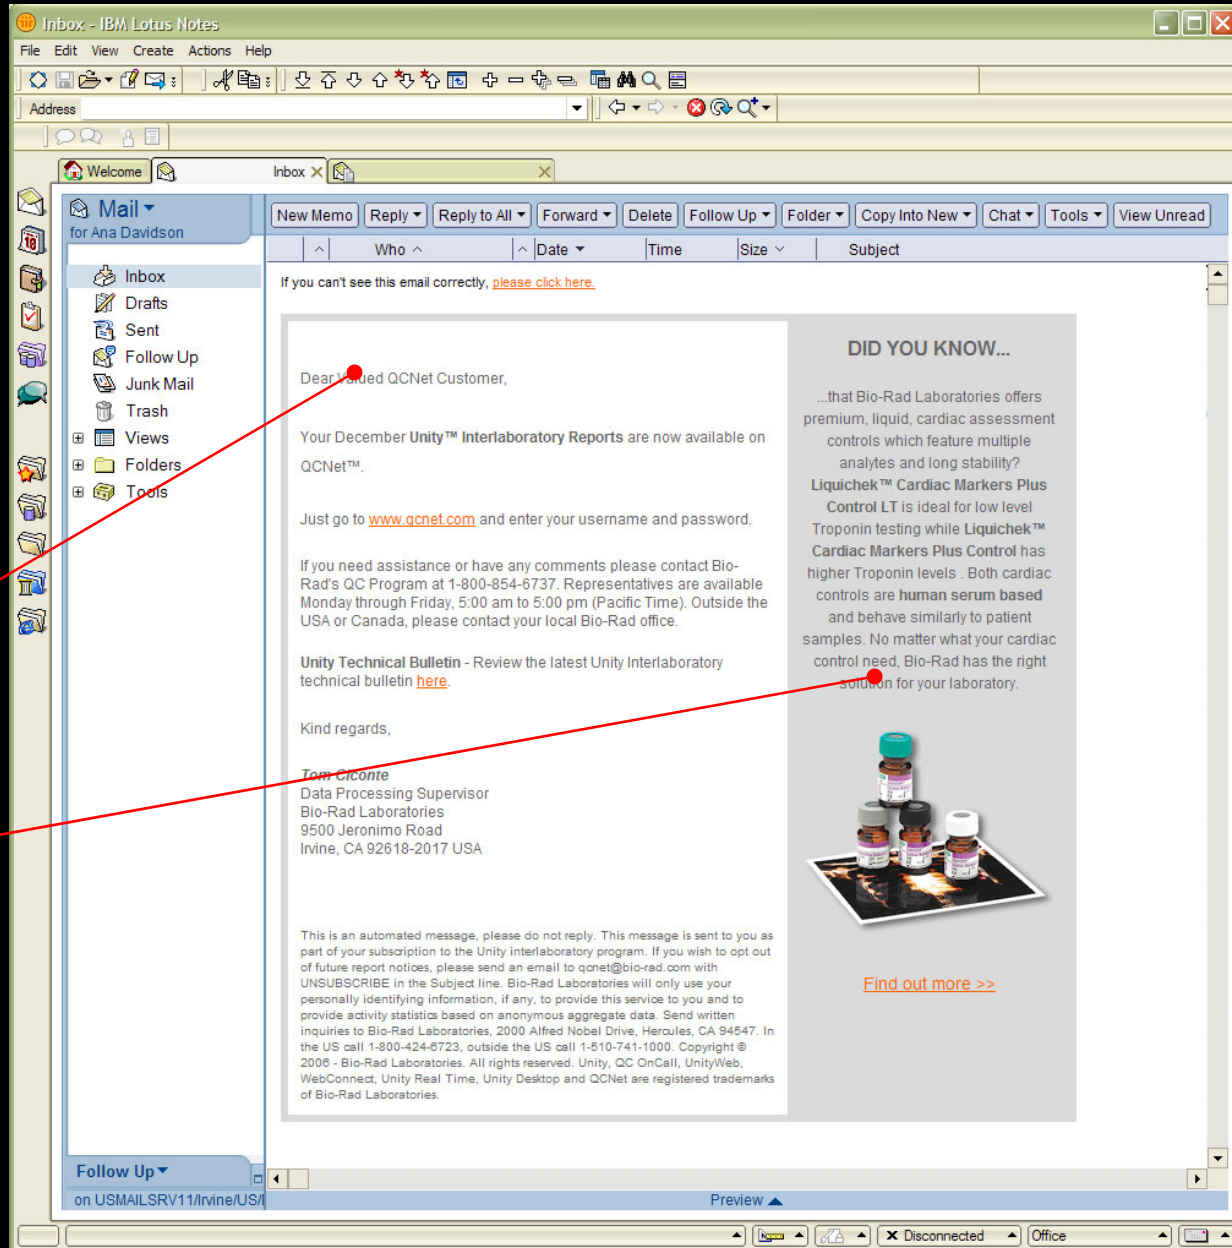 Inbox - IBM Lotus Notes
File Edit View Create Actions Help
Address
Welcome
Inbox
Mail
for Ana Davidson
Inbox
Drafts
Sent
Follow Up
Junk Mail
Trash
Views
Folders
Tools
New Memo Reply Reply to All Forward Delete Follow Up Folder Copy Into New Chat Tools View Unread
Who Date Time Size Subject
If you can't see this email correctly, please click here.
Dear Valued QCNet Customer,
Your December Unity™ Interlaboratory Reports are now available on
QCNet™.
Just go to www.qcnet.com and enter your username and password.
If you need assistance or have any comments please contact Bio-
Rad's QC Program at 1-800-854-6737. Representatives are available
Monday through Friday, 5:00 am to 5:00 pm (Pacific Time). Outside the
USA or Canada, please contact your local Bio-Rad office.
Unity Technical Bulletin - Review the latest Unity Interlaboratory
technical bulletin here.
Kind regards,
Tom Ciconte
Data Processing Supervisor
Bio-Rad Laboratories
9500 Jeronimo Road
Irvine, CA 92618-2017 USA
This is an automated message, please do not reply. This message is sent to you as
part of your subscription to the Unity interlaboratory program. If you wish to opt out
of future report notices, please send an email to qcnet@bio-rad.com with
UNSUBSCRIBE in the Subject line. Bio-Rad Laboratories will only use your
personally identifying information, if any, to provide this service to you and to
provide activity statistics based on anonymous aggregate data. Send written
inquiries to Bio-Rad Laboratories, 2000 Alfred Nobel Drive, Hercules, CA 94547. In
the US call 1-800-424-6723, outside the US call 1-510-741-1000. Copyright ©
2006 - Bio-Rad Laboratories. All rights reserved. Unity, QC OnCall, UnityWeb,
WebConnect, Unity Real Time, Unity Desktop and QCNet are registered trademarks
of Bio-Rad Laboratories.
DID YOU KNOW...
...that Bio-Rad Laboratories offers
premium, liquid, cardiac assessment
controls which feature multiple
analytes and long stability?
Liquichek™ Cardiac Markers Plus
Control LT is ideal for low level
Troponin testing while Liquichek™
Cardiac Markers Plus Control has
higher Troponin levels . Both cardiac
controls are human serum based
and behave similarly to patient
samples. No matter what your cardiac
control need, Bio-Rad has the right
solution for your laboratory.
Find out more >>
Follow Up
on USMAILSRV11/Irvine/US/
Preview
Disconnected
Office